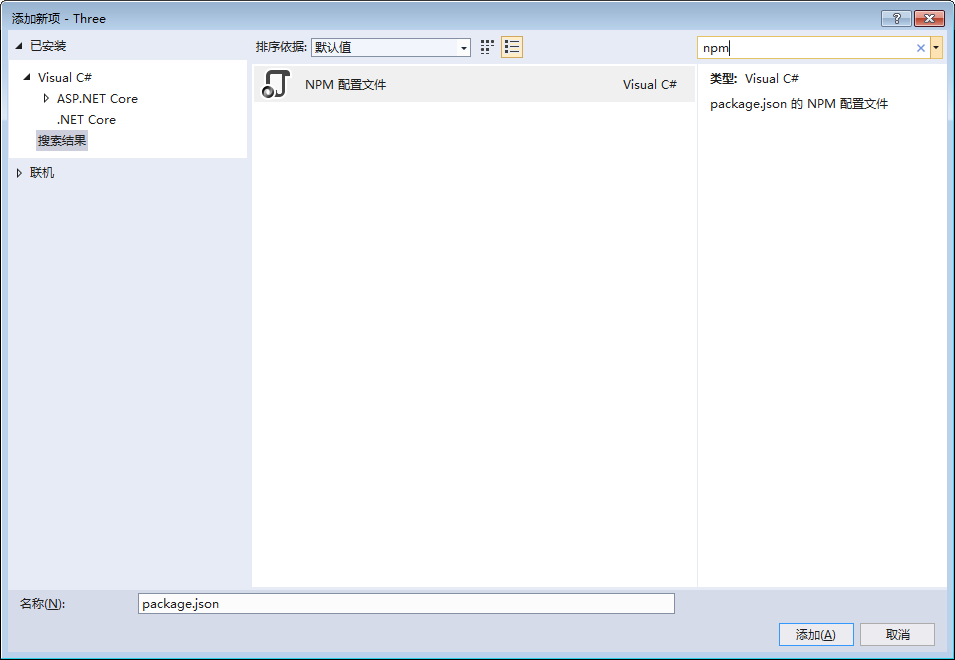 添加新项 - Three
已安装
排序依据: 默认值
npm
Visual C#
ASP.NET Core
.NET Core
搜索结果
联机
NPM 配置文件 Visual C#
类型: Visual C#
package.json 的 NPM 配置文件
名称(N): package.json
添加(A) 取消